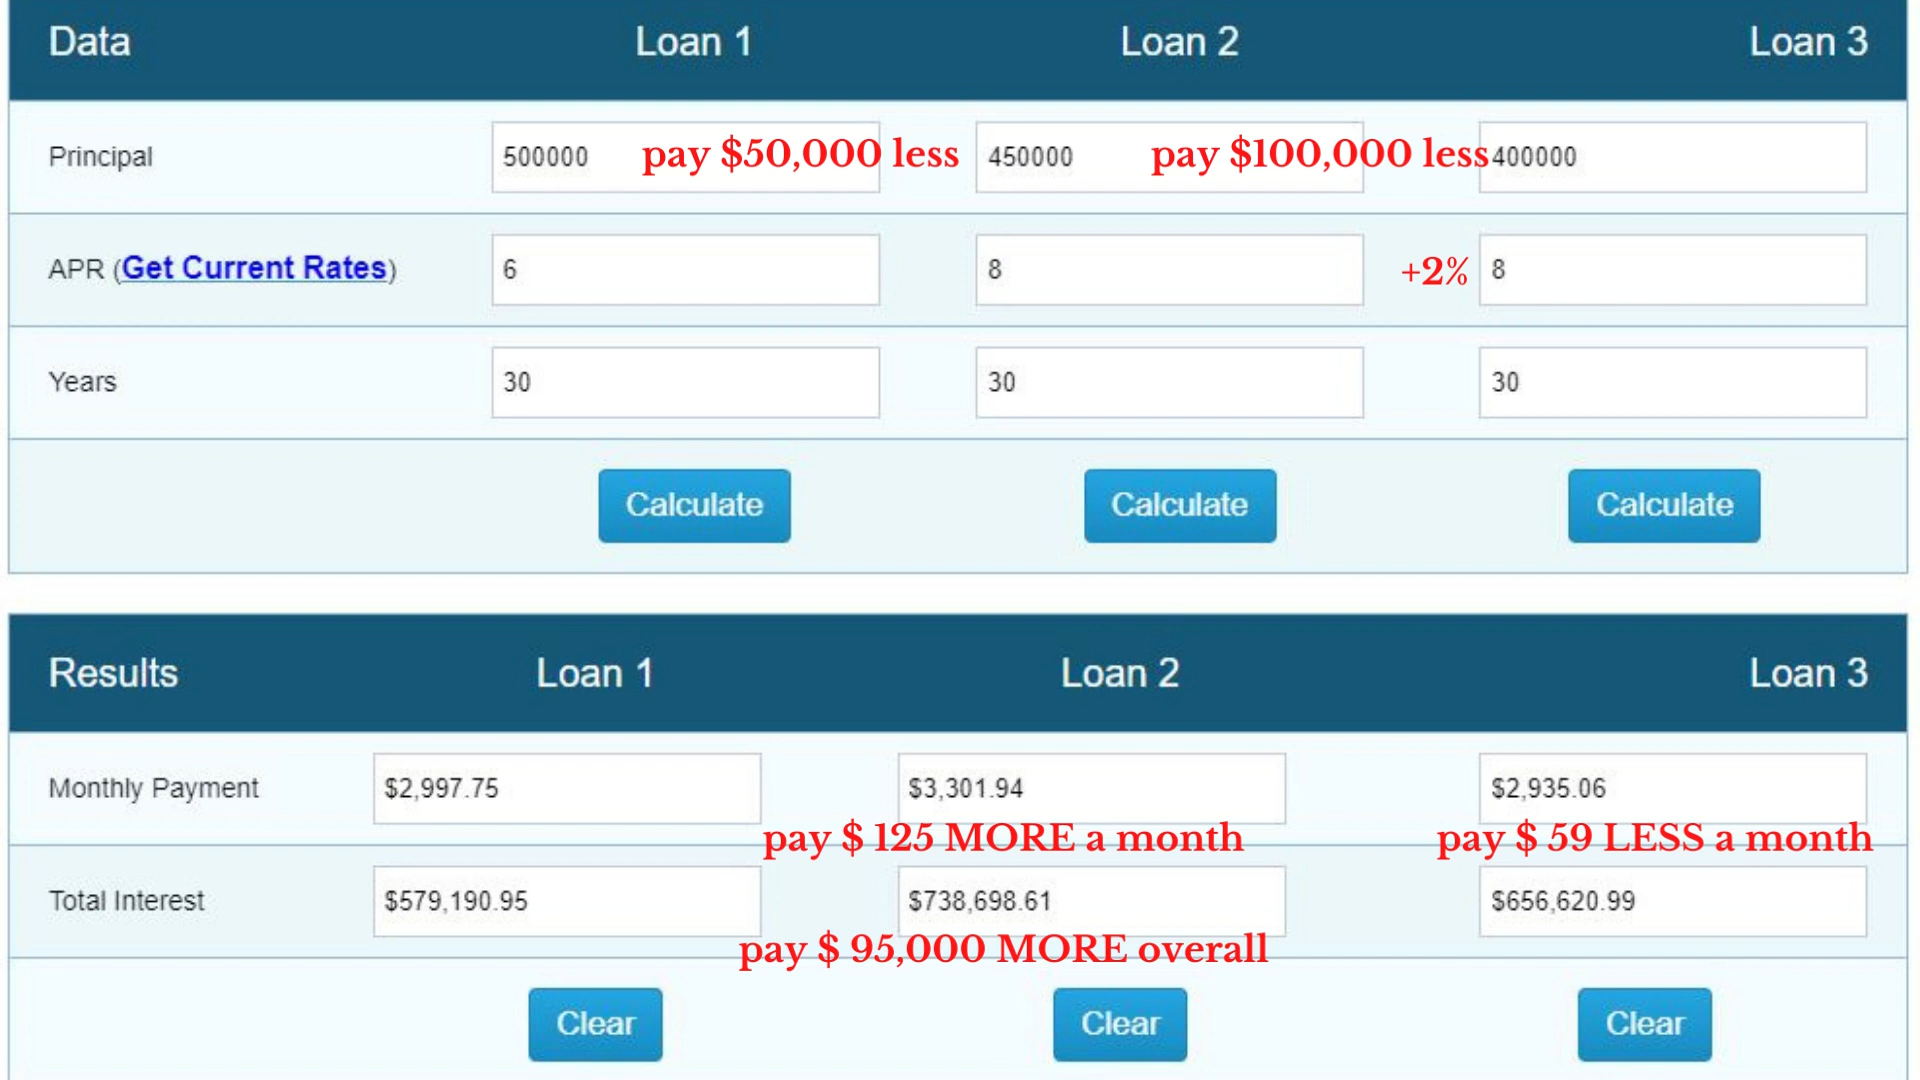 Data Loan 1 Loan 2 Loan 3
Principal 500000 pay $50,000 less 450000 pay $100,000 less 400000
APR (Get Current Rates) 6 8 +2% 8
Years 30 30 30
Calculate Calculate Calculate
Results Loan 1 Loan 2 Loan 3
Monthly Payment $2,997.75 $3,301.94 $2,935.06
pay $ 125 MORE a month pay $ 59 LESS a month
Total Interest $579,190.95 $738,698.61 $656,620.99
pay $ 95,000 MORE overall
Clear Clear Clear